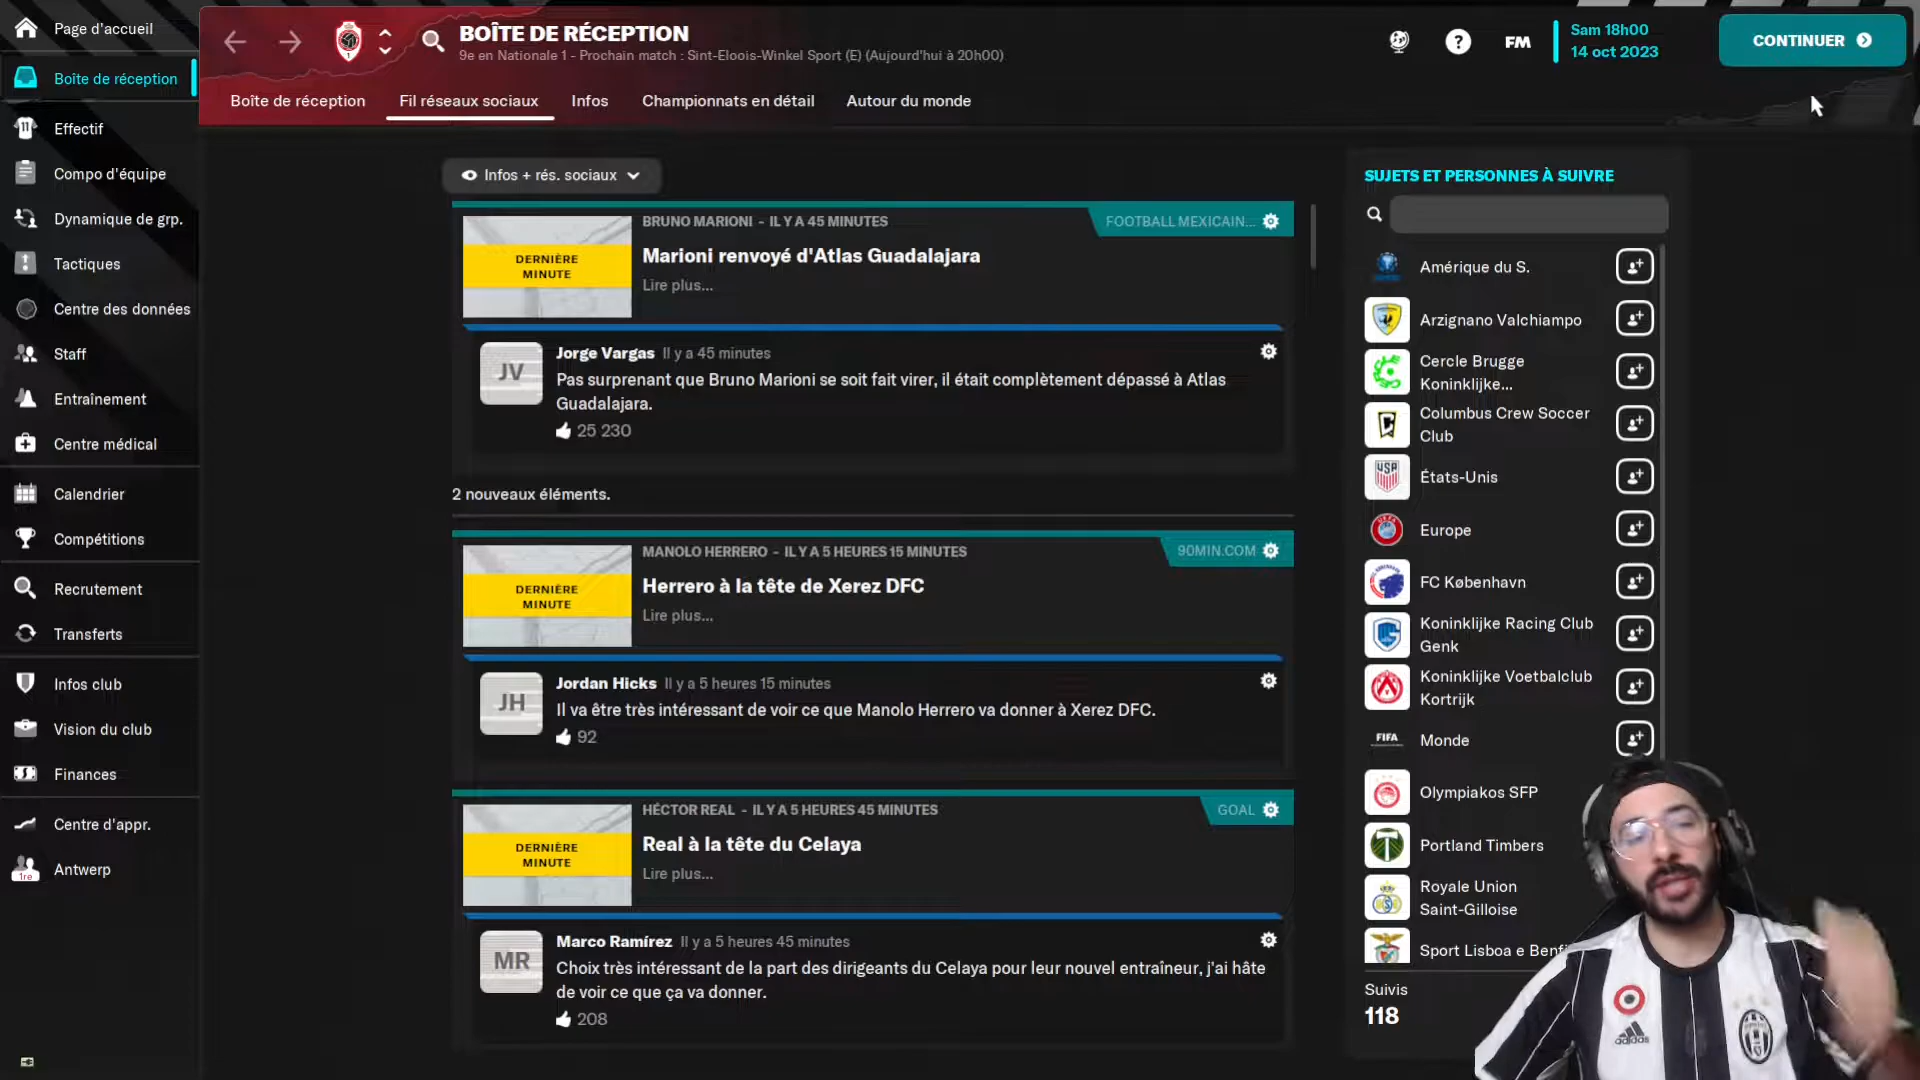 Page d'accueil
Boîte de réception
Effectif
Compo d'équipe
Dynamique de grp.
Tactiques
Centre des données
Staff
Entraînement
Centre médical
Calendrier
Compétitions
Recrutement
Transferts
Infos club
Vision du club
Finances
Centre d'appr.
1re
Antwerp
BOÎTE DE RÉCEPTION
9e en Nationale 1 - Prochain match : Sint-Eloois-Winkel Sport (E) (Aujourd'hui à 20h00)
FM
Sam 18h00
14 oct 2023
CONTINUER
Boîte de réception
Fil réseaux sociaux
Infos
Championnats en détail
Autour du monde
Infos + rés. sociaux
DERNIÈRE
MINUTE
BRUNO MARIONI - IL Y A 45 MINUTES
FOOTBALL MEXICAIN...
Marioni renvoyé d'Atlas Guadalajara
Lire plus...
JV
Jorge Vargas Il y a 45 minutes
Pas surprenant que Bruno Marioni se soit fait virer, il était complètement dépassé à Atlas
Guadalajara.
25 230
2 nouveaux éléments.
DERNIÈRE
MINUTE
MANOLO HERRERO - IL Y A 5 HEURES 15 MINUTES
90MIN.COM
Herrero à la tête de Xerez DFC
Lire plus...
JH
Jordan Hicks Il y a 5 heures 15 minutes
Il va être très intéressant de voir ce que Manolo Herrero va donner à Xerez DFC.
92
DERNIÈRE
MINUTE
HÉCTOR REAL - IL Y A 5 HEURES 45 MINUTES
GOAL
Real à la tête du Celaya
Lire plus...
MR
Marco Ramírez Il y a 5 heures 45 minutes
Choix très intéressant de la part des dirigeants du Celaya pour leur nouvel entraîneur, j'ai hâte
de voir ce que ça va donner.
208
SUJETS ET PERSONNES À SUIVRE
Amérique du S.
Arzignano Valchiampo
Cercle Brugge
Koninklijke...
Columbus Crew Soccer
Club
USA
États-Unis
Europe
FC København
Koninklijke Racing Club
Genk
Koninklijke Voetbalclub
Kortrijk
FIFA
Monde
Olympiakos SFP
Portland Timbers
Royale Union
Saint-Gilloise
Sport Lisboa e Benfi
Suivis
118
adidas